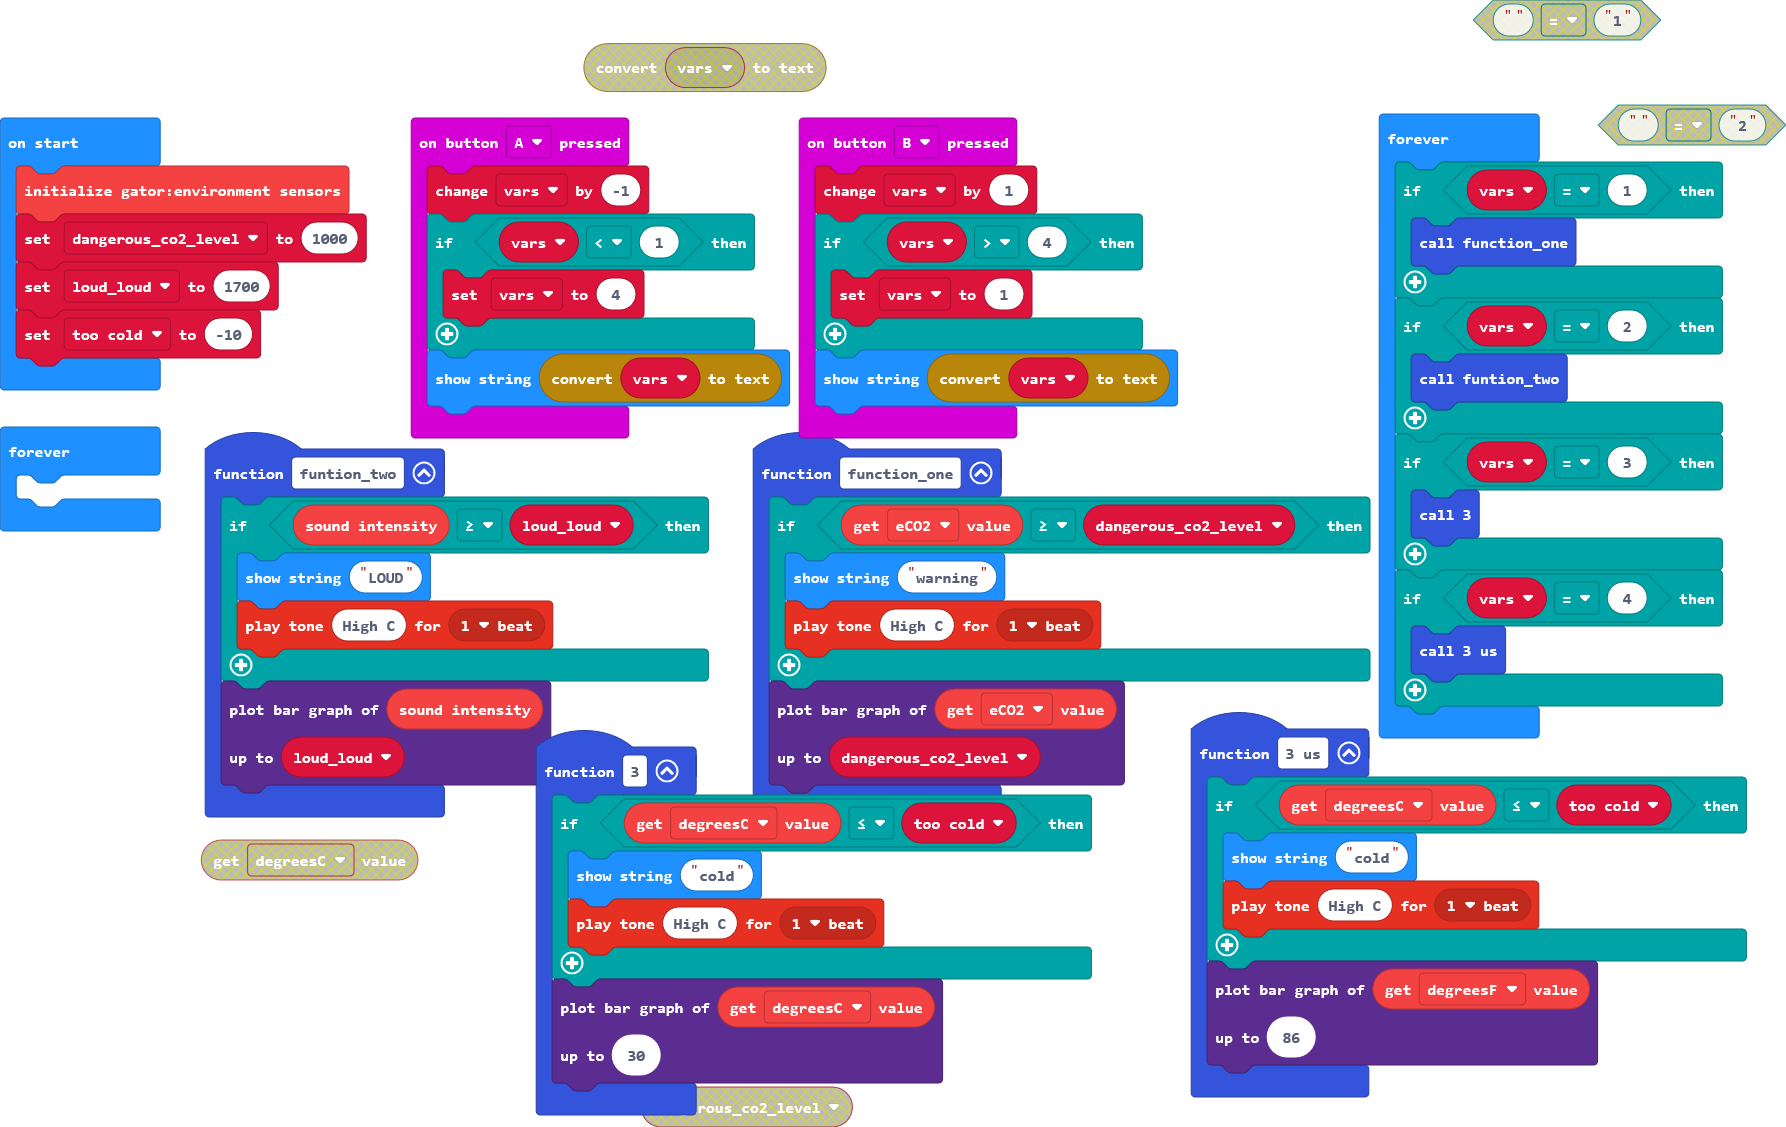 "" = "1"
convert vars to text
"" = "2"
on start
initialize gator:environment sensors
set dangerous_co2_level to 1000
set loud_loud to 1700
set too cold to -10
forever
on button A pressed
change vars by -1
if vars < 1 then
set vars to 4
show string convert vars to text
on button B pressed
change vars by 1
if vars > 4 then
set vars to 1
show string convert vars to text
forever
if vars = 1 then
call function_one
if vars = 2 then
call funtion_two
if vars = 3 then
call 3
if vars = 4 then
call 3 us
function funtion_two
if sound intensity ≥ loud_loud then
show string "LOUD"
play tone High C for 1 beat
plot bar graph of sound intensity
up to loud_loud
function function_one
if get eCO2 value ≥ dangerous_co2_level then
show string "warning"
play tone High C for 1 beat
plot bar graph of get eCO2 value
up to dangerous_co2_level
get degreesC value
function 3
if get degreesC value ≤ too cold then
show string "cold"
play tone High C for 1 beat
plot bar graph of get degreesC value
up to 30
rous_co2_level
function 3 us
if get degreesC value ≤ too cold then
show string "cold"
play tone High C for 1 beat
plot bar graph of get degreesF value
up to 86